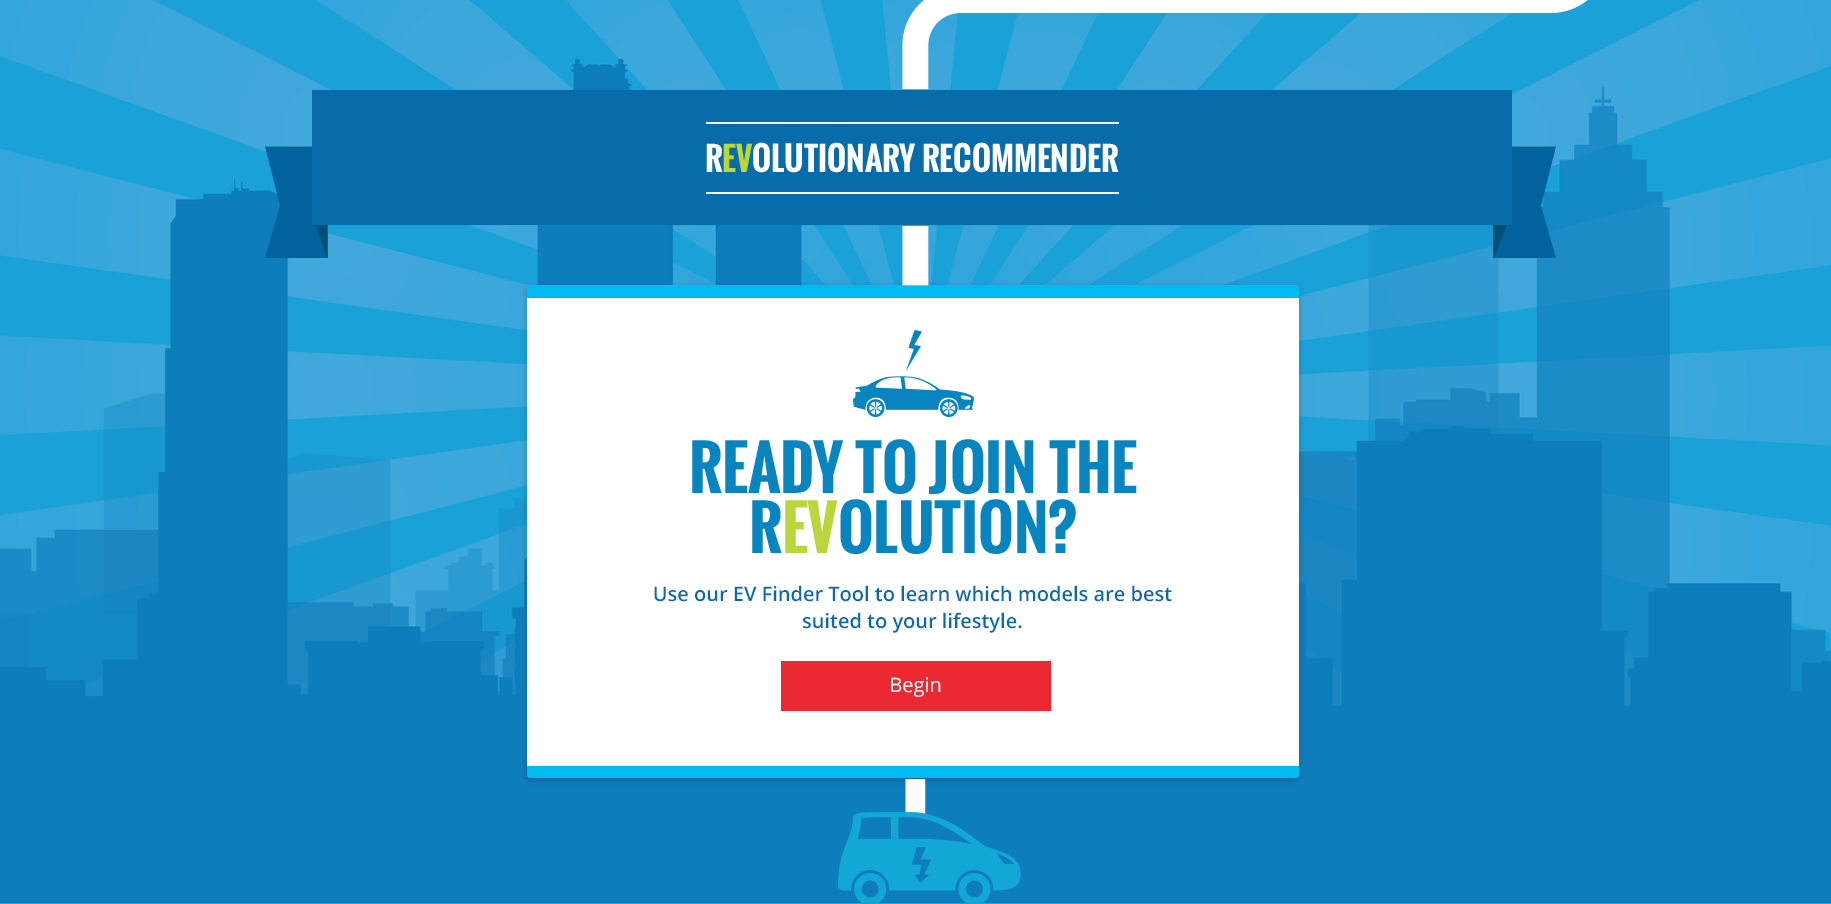 REVOLUTIONARY RECOMMENDER
READY TO JOIN THE
REVOLUTION?
Use our EV Finder Tool to learn which models are best
suited to your lifestyle.
Begin